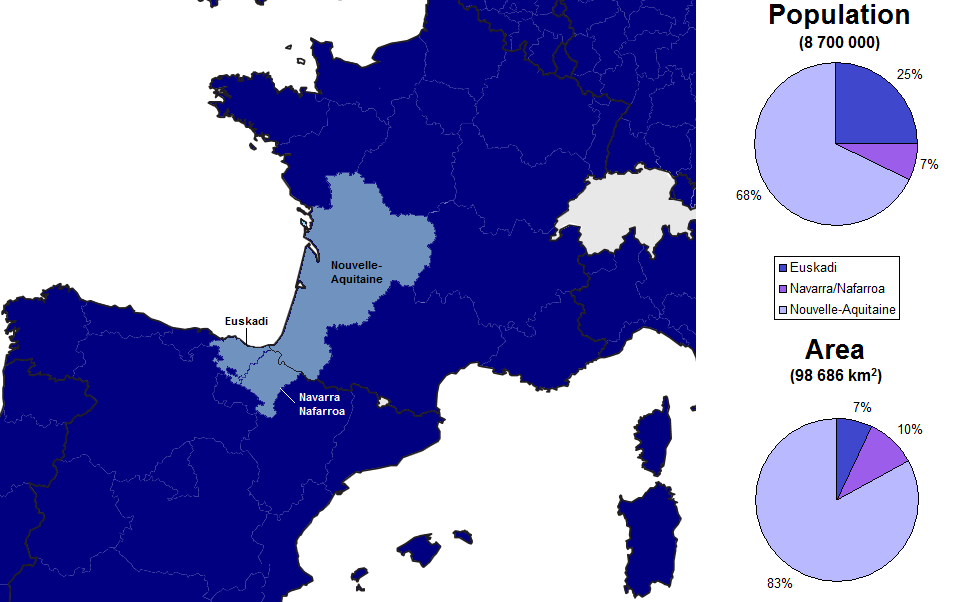 Nouvelle-
Aquitaine
Euskadi
Navarra
Nafarroa
Population
(8 700 000)
25%
7%
68%
Euskadi
Navarra/Nafarroa
Nouvelle-Aquitaine
Area
(98 686 km²)
7%
10%
83%